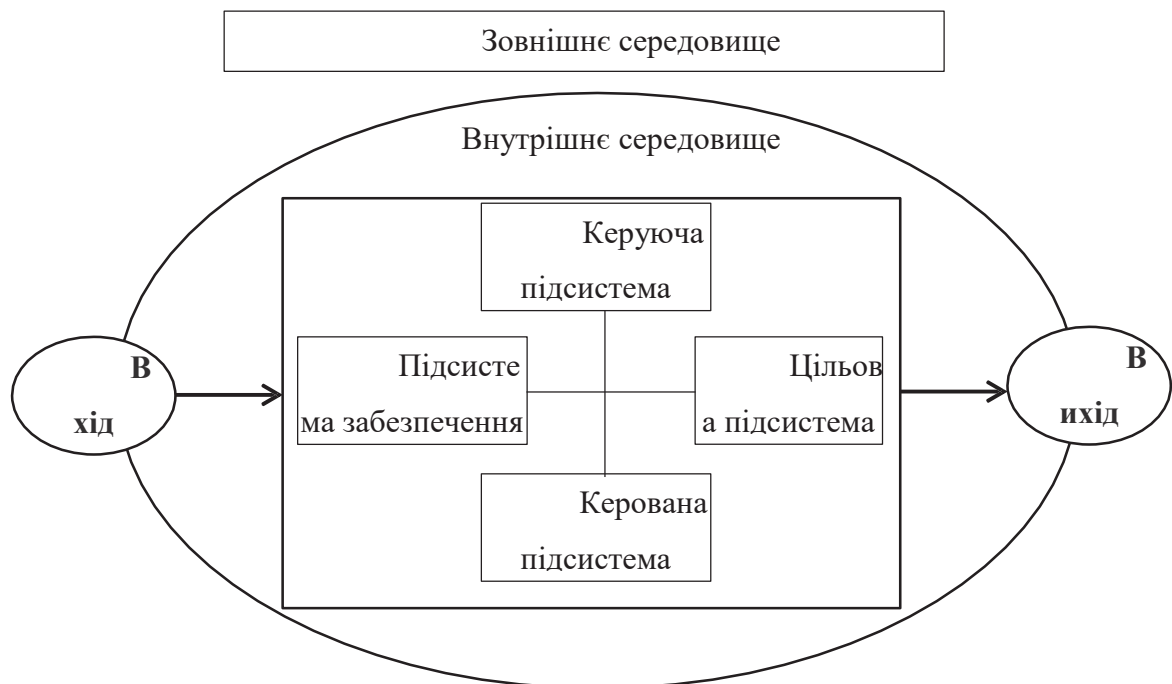 Зовнішнє середовище
Внутрішнє середовище
Керуюча
підсистема
В
хід
Підсисте
ма забезпечення
Цільов
а підсистема
В
ихід
Керована
підсистема